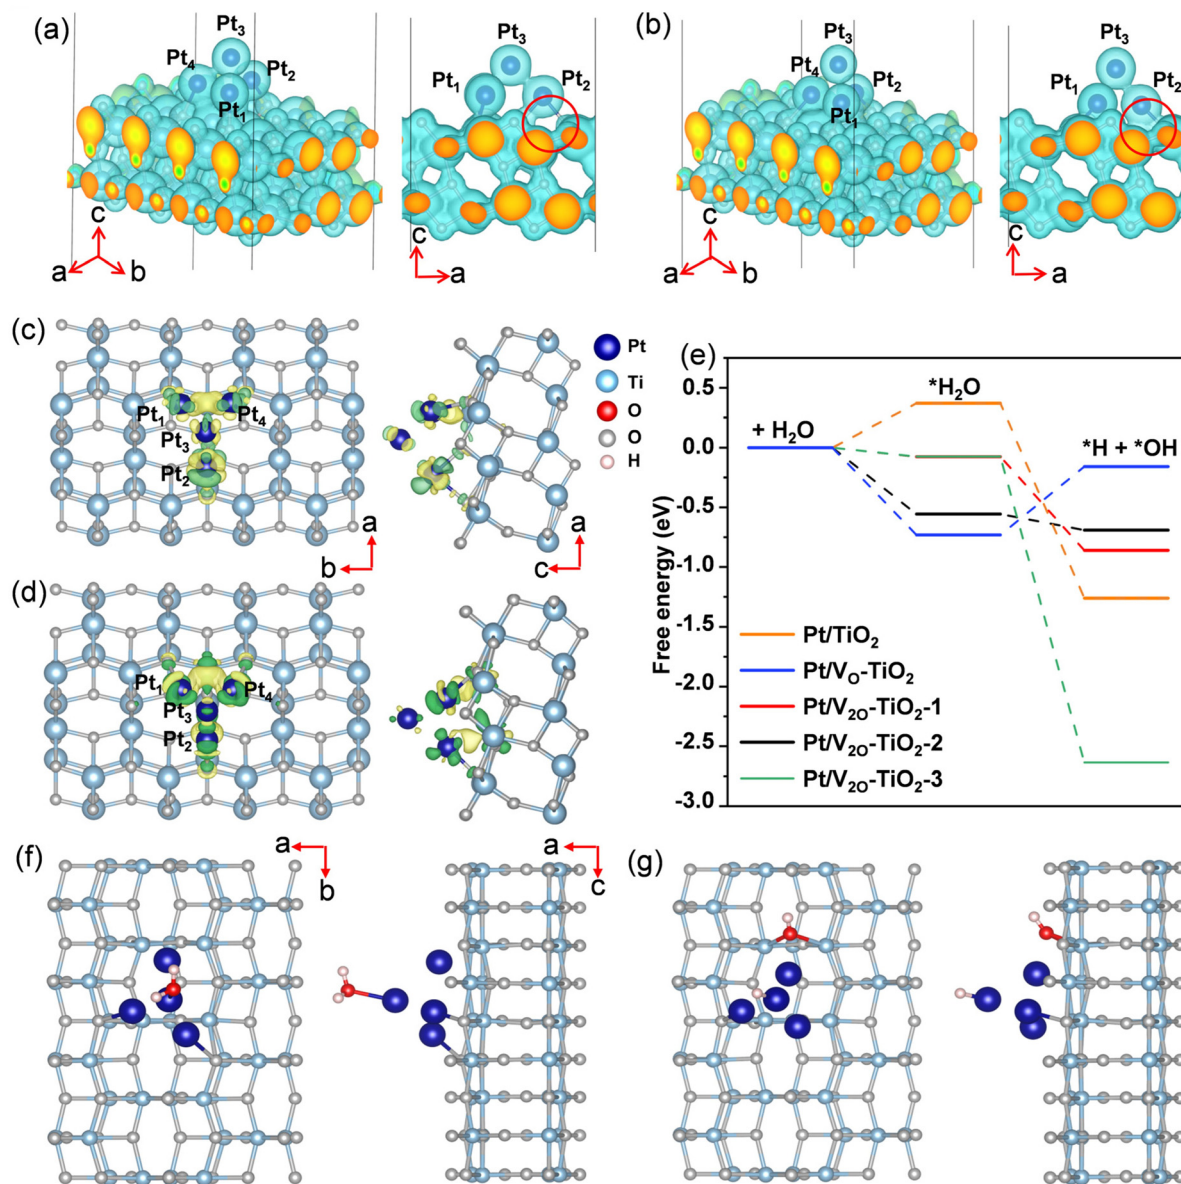 (a)
Pt₃
Pt₄
Pt₂
Pt₁
c
a
b
Pt₃
Pt₁
Pt₂
c
a
(b)
Pt₃
Pt₄
Pt₂
Pt₁
c
a
b
Pt₃
Pt₁
Pt₂
c
a
(c)
Pt₁
Pt₄
Pt₃
Pt₂
a
b
a
c
Pt
Ti
O
O
H
(d)
Pt₁
Pt₄
Pt₃
Pt₂
(e)
Free energy (eV)
0.5
0.0
-0.5
-1.0
-1.5
-2.0
-2.5
-3.0
+ H₂O
*H₂O
*H + *OH
Pt/TiO₂
Pt/V_O-TiO₂
Pt/V₂O-TiO₂-1
Pt/V₂O-TiO₂-2
Pt/V₂O-TiO₂-3
(f)
a
b
a
c
(g)